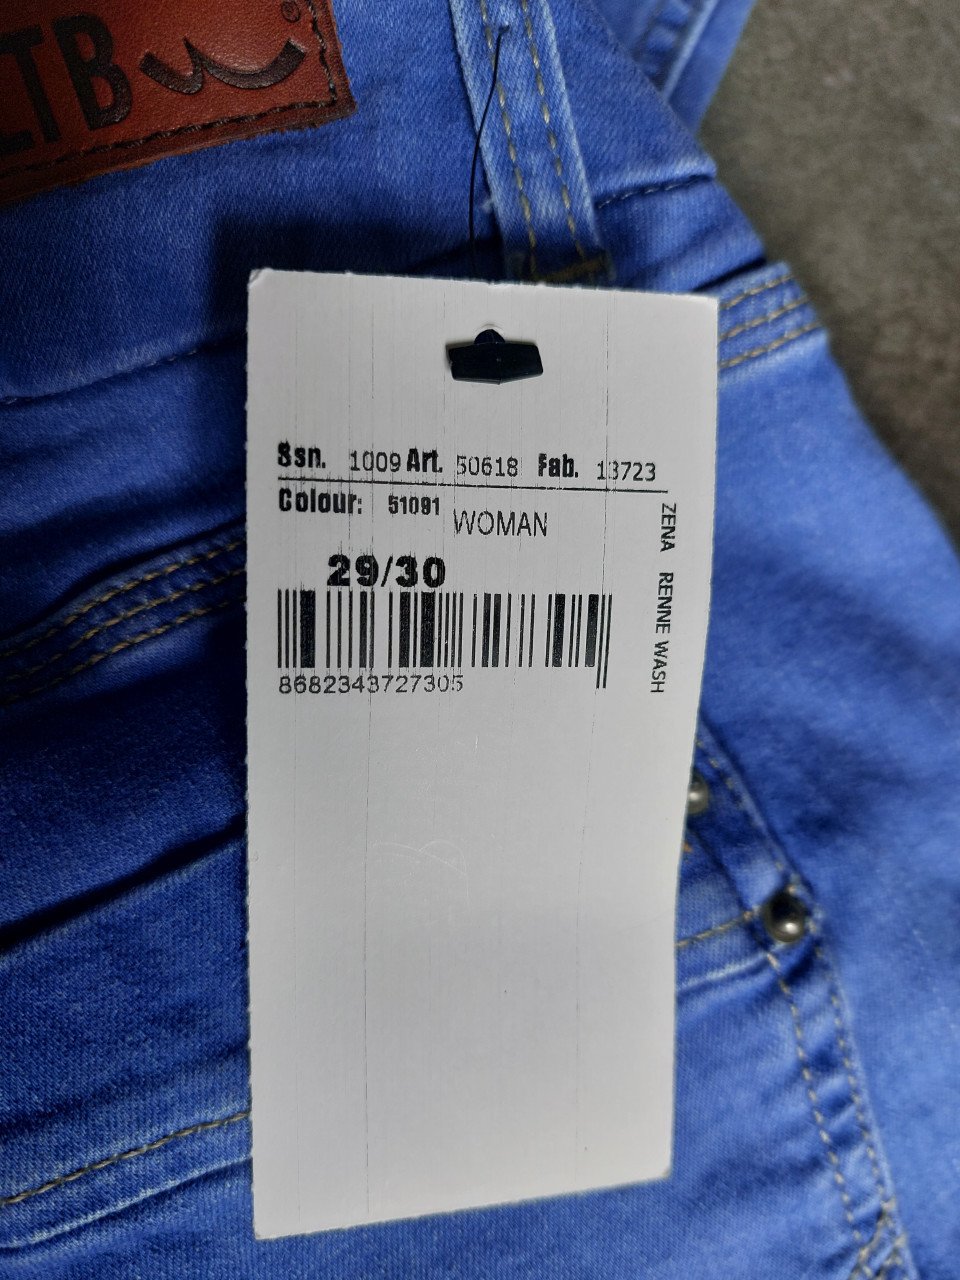 LTB
®
Ssn. 1009 Art. 50618 Fab. 13723
Colour: 51091 WOMAN
29/30
8682343727305
ZENA RENNE WASH